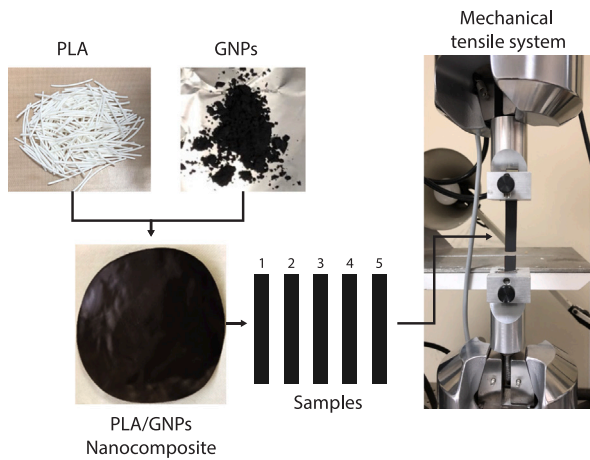 PLA
GNPs
Mechanical
tensile system
1 2 3 4 5
Samples
PLA/GNPs
Nanocomposite